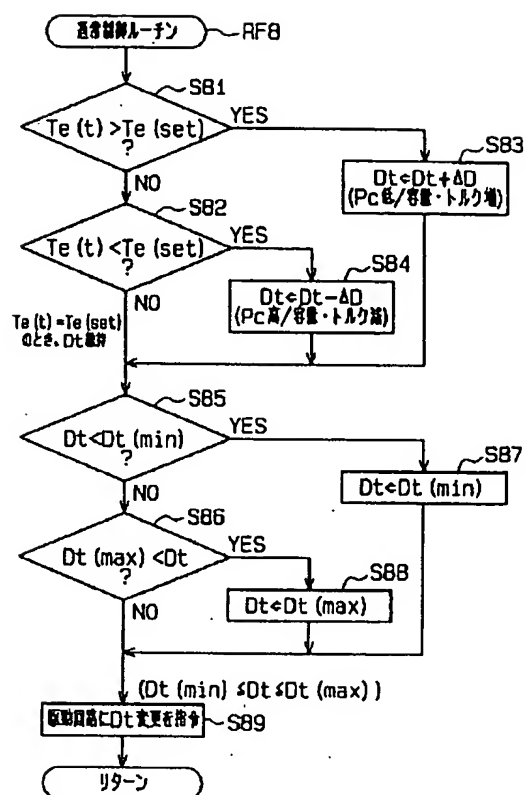 通常制御ルーチン
RF8
S81
Te(t)>Te(set)
?
YES
NO
S83
Dt⇐Dt+ΔD
(Pc低/容量・トルク増)
S82
Te(t)<Te(set)
?
YES
NO
S84
Dt⇐Dt-ΔD
(Pc高/容量・トルク減)
Te(t)=Te(set)
のとき、Dt維持
S85
Dt<Dt(min)
?
YES
NO
S87
Dt⇐Dt(min)
S86
Dt(max)<Dt
?
YES
NO
S88
Dt⇐Dt(max)
(Dt(min)≦Dt≦Dt(max))
駆動回路にDt変更を指令
S89
リターン